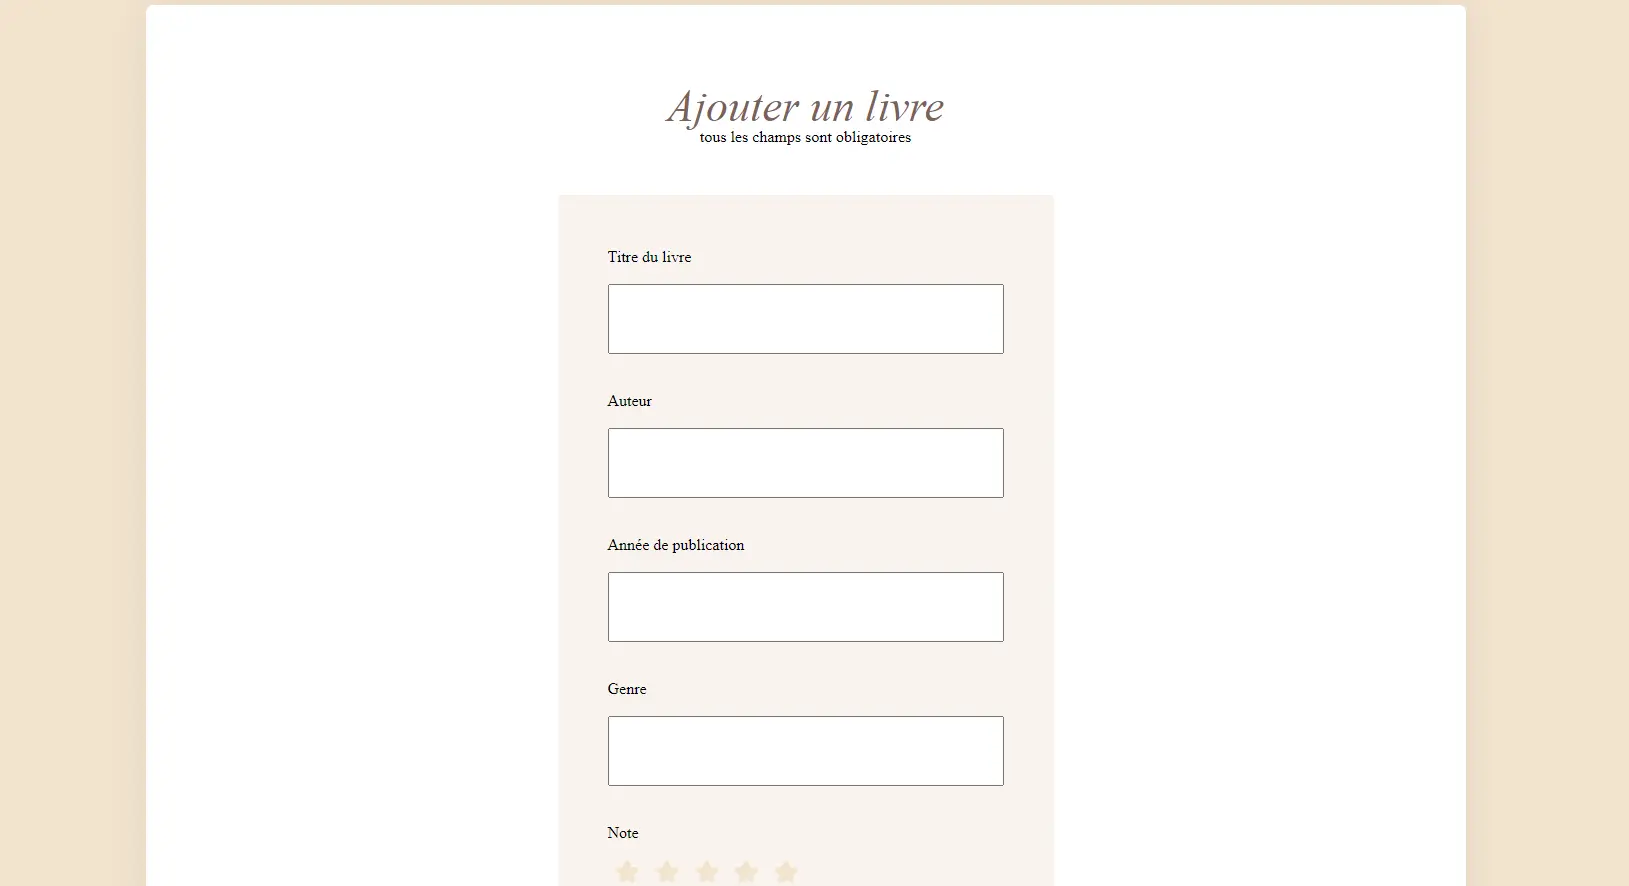 Ajouter un livre
tous les champs sont obligatoires
Titre du livre
Auteur
Année de publication
Genre
Note